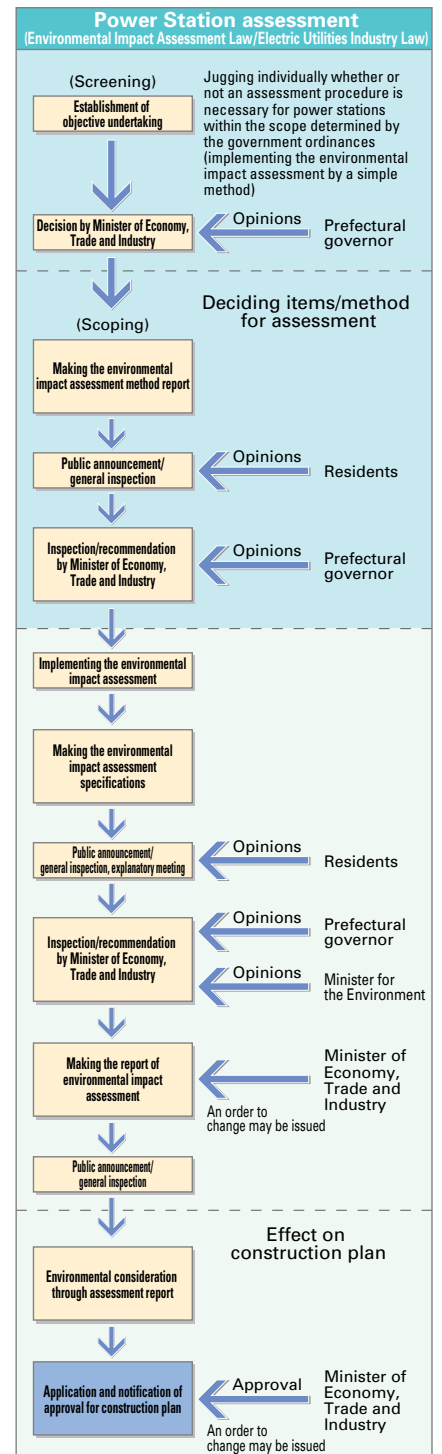 Power Station assessment
(Environmental Impact Assessment Law/Electric Utilities Industry Law)
(Screening)
Establishment of
objective undertaking
Jugging individually whether or
not an assessment procedure is
necessary for power stations
within the scope determined by
the government ordinances
(implementing the environmental
impact assessment by a simple
method)
Decision by Minister of Economy,
Trade and Industry
Opinions
Prefectural
governor
Deciding items/method
for assessment
(Scoping)
Making the environmental
impact assessment method report
Public announcement/
general inspection
Opinions
Residents
Inspection/recommendation
by Minister of Economy,
Trade and Industry
Opinions
Prefectural
governor
Implementing the environmental
impact assessment
Making the environmental
impact assessment
specifications
Public announcement/
general inspection, explanatory meeting
Opinions
Residents
Inspection/recommendation
by Minister of Economy,
Trade and Industry
Opinions
Prefectural
governor
Opinions
Minister for
the Environment
Making the report of
environmental impact
assessment
Minister of
Economy,
Trade and
Industry
An order to
change may be issued
Public announcement/
general inspection
Effect on
construction plan
Environmental consideration
through assessment report
Application and notification of
approval for construction plan
Approval
Minister of
Economy,
Trade and
Industry
An order to
change may be issued